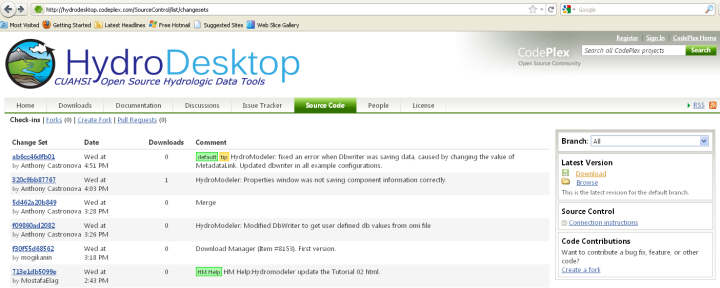 http://hydrodesktop.codeplex.com/SourceControl/list/changesets
Google
Most Visited Getting Started Latest Headlines Free Hotmail Suggested Sites Web Slice Gallery
Register | Sign In | CodePlex Home
CodePlex
Open Source Community
Search all CodePlex projects
Search
HydroDesktop
CUAHSI Open Source Hydrologic Data Tools
Home Downloads Documentation Discussions Issue Tracker Source Code People License
RSS
Check-ins | Forks (0) | Create Fork | Pull Requests (0)
Change Set Date Downloads Comment
ab6cc46dfb01 Wed at 0 default tip HydroModeler: fixed an error when Dbwriter was saving data, caused by changing the value of
by Anthony Castronova 4:51 PM MetadataLink. Updated dbwriter in all example configurations.
320c9bb87767 Wed at 1 HydroModeler: Properties window was not saving component information correctly.
by Anthony Castronova 4:03 PM
5d462a20b849 Wed at 0 Merge
by Anthony Castronova 3:28 PM
f09860ad2082 Wed at 0 HydroModeler: Modified DbWriter to get user defined db values from omi file
by Anthony Castronova 3:26 PM
f30f55d68562 Wed at 0 Download Manager (Item #8153). First version.
by mogilianin 3:18 PM
713e1db5099e Wed at 0 HM Help HM Help:Hydromodeler update the Tutorial 02 html.
by MostafaElag 2:43 PM
Branch: All
Latest Version
Download
Browse
This is the latest revision for the default branch.
Source Control
Connection instructions
Code Contributions
Want to contribute a bug fix, feature, or other
code?
Create a fork